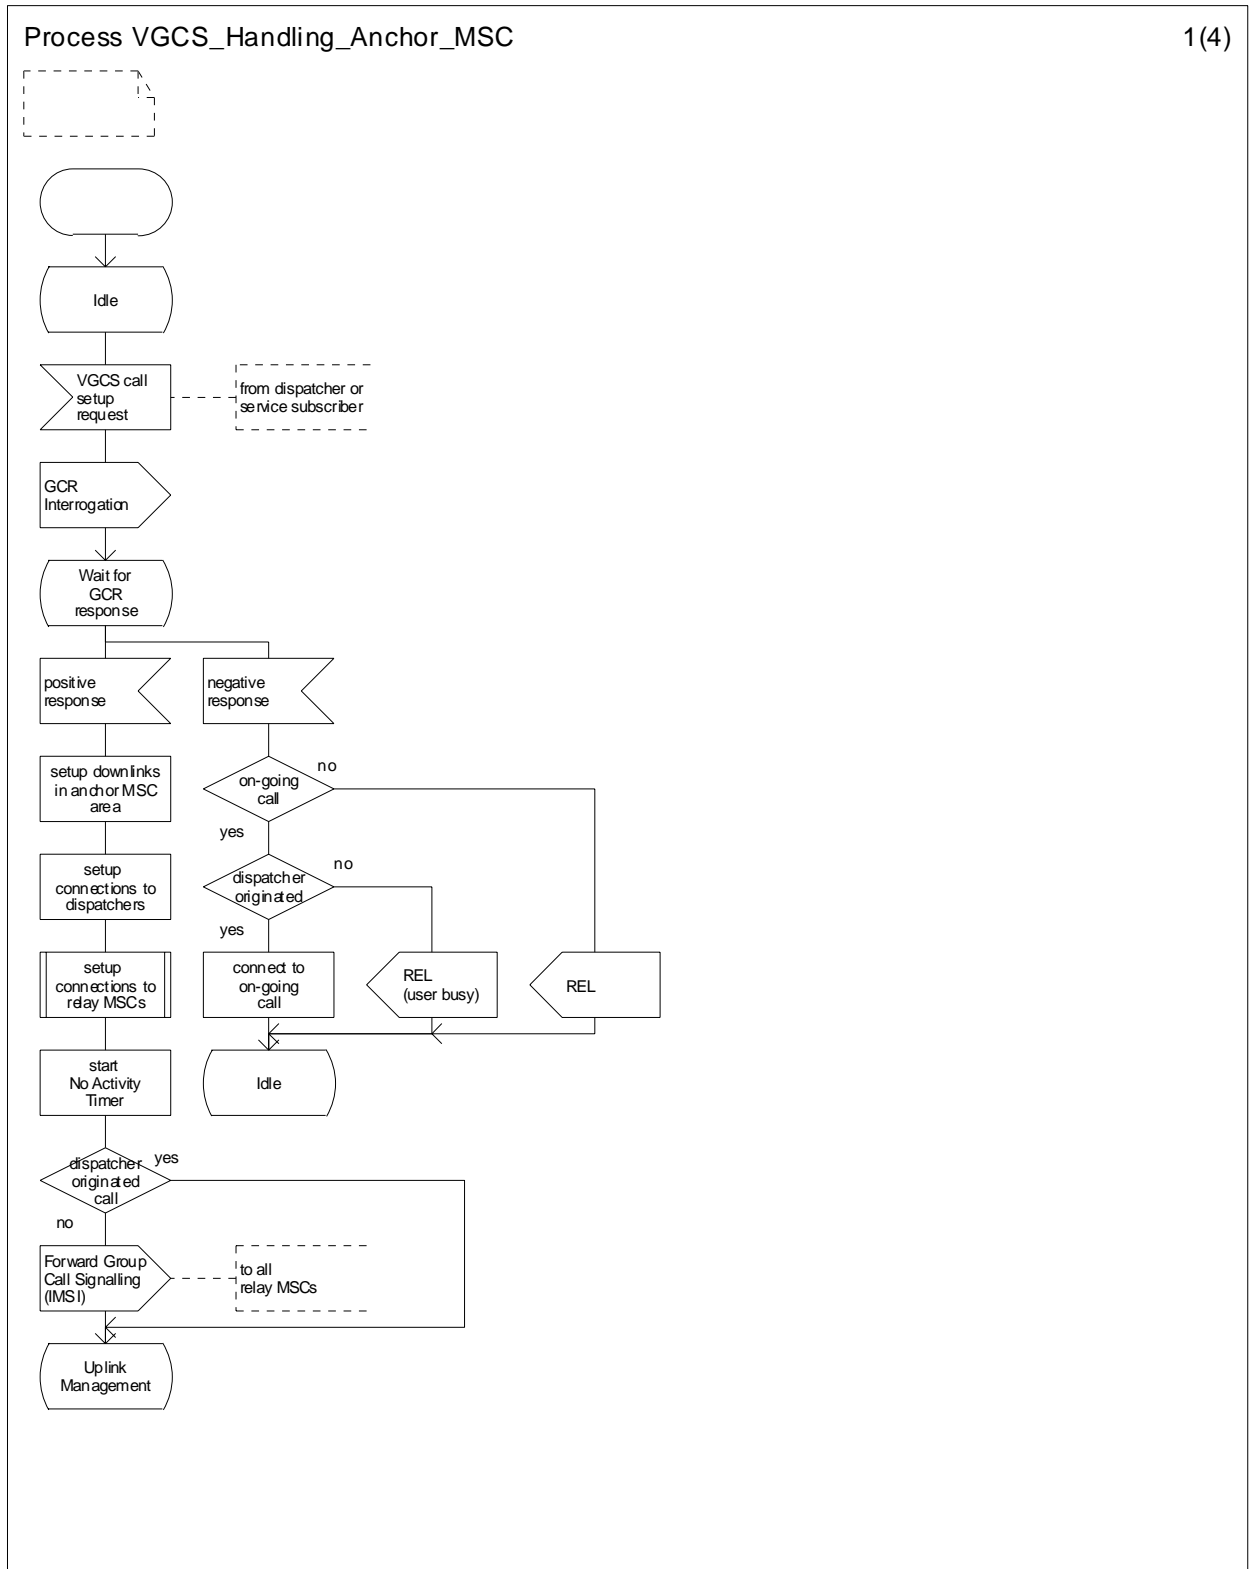 Process VGCS_Handling_Anchor_MSC
1(4)
Idle
VGCS call
setup
request
from dispatcher or
service subscriber
GCR
Interrogation
Wait for
GCR
response
positive
response
negative
response
setup downlinks
in anchor MSC
area
on-going
call
no
yes
setup
connections to
dispatchers
dispatcher
originated
no
yes
setup
connections to
relay MSCs
connect to
on-going
call
REL
(user busy)
REL
start
No Activity
Timer
Idle
dispatcher
originated
call
yes
no
Forward Group
Call Signalling
(IMSI)
to all
relay MSCs
Uplink
Management